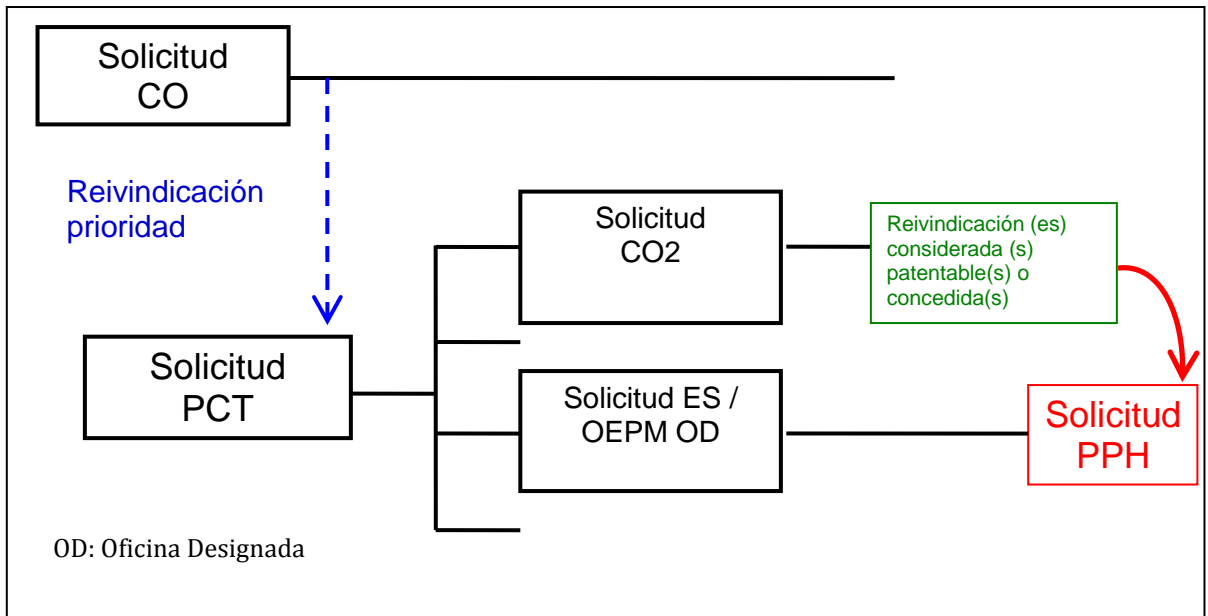 Solicitud
CO
Reivindicación
prioridad
Solicitud
CO2
Reivindicación (es)
considerada (s)
patentable(s) o
concedida(s)
Solicitud
PCT
Solicitud ES /
OEPM OD
Solicitud
PPH
OD: Oficina Designada